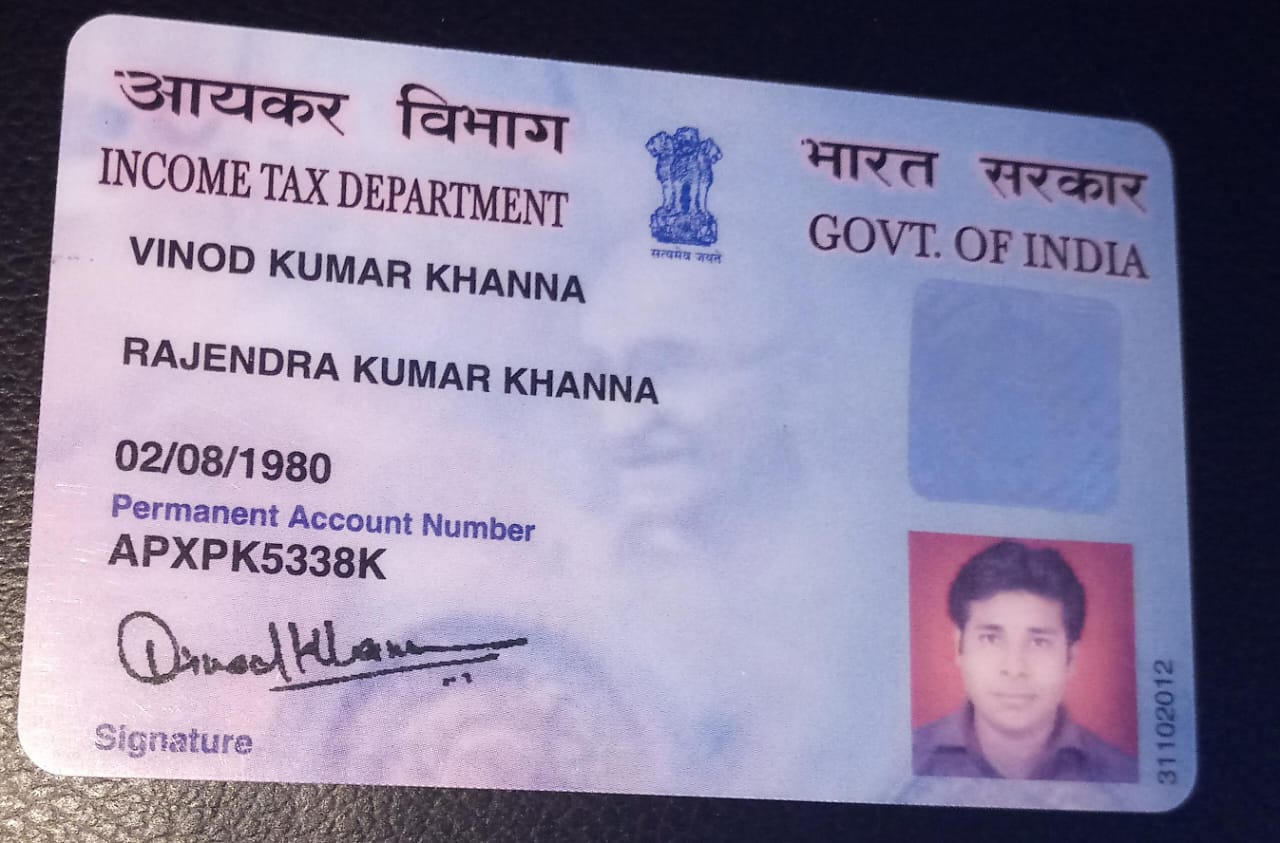 आयकर विभाग
INCOME TAX DEPARTMENT
सत्यमेव जयते
भारत सरकार
GOVT. OF INDIA
VINOD KUMAR KHANNA
RAJENDRA KUMAR KHANNA
02/08/1980
Permanent Account Number
APXPK5338K
Vinod Khanna
Signature
31102012